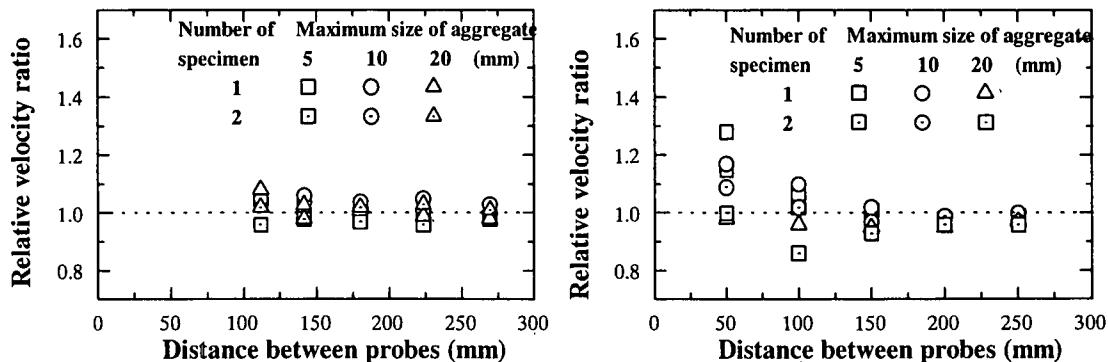 Number of Maximum size of aggregate
specimen 5 10 20 (mm)
1
2
Relative velocity ratio
1.6
1.4
1.2
1.0
0.8
0 50 100 150 200 250 300
Distance between probes (mm)
Number of Maximum size of aggregate
specimen 5 10 20 (mm)
1
2
Relative velocity ratio
1.6
1.4
1.2
1.0
0.8
0 50 100 150 200 250 300
Distance between probes (mm)